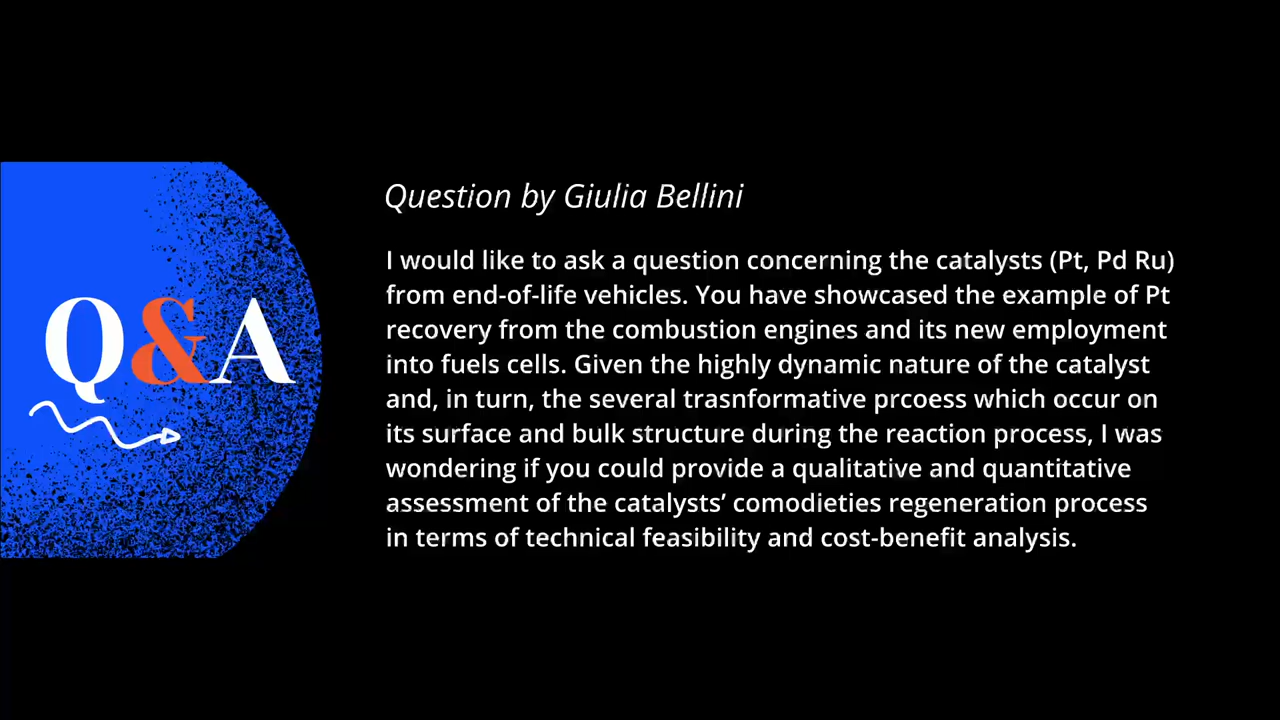 Q&A
Question by Giulia Bellini
I would like to ask a question concerning the catalysts (Pt, Pd Ru)
from end-of-life vehicles. You have showcased the example of Pt
recovery from the combustion engines and its new employment
into fuels cells. Given the highly dynamic nature of the catalyst
and, in turn, the several trasnformative prcoess which occur on
its surface and bulk structure during the reaction process, I was
wondering if you could provide a qualitative and quantitative
assessment of the catalysts’ comodieties regeneration process
in terms of technical feasibility and cost-benefit analysis.